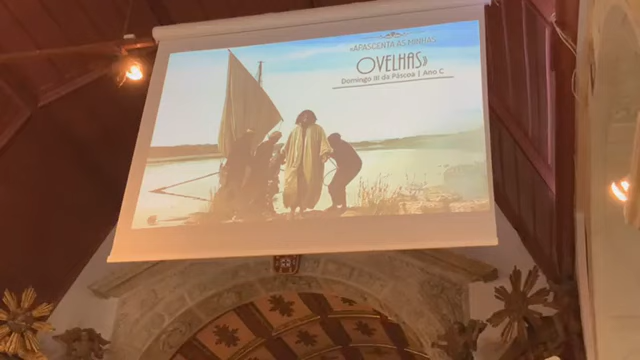 «APASCENTA AS MINHAS
OVELHAS»
Domingo III da Páscoa | Ano C